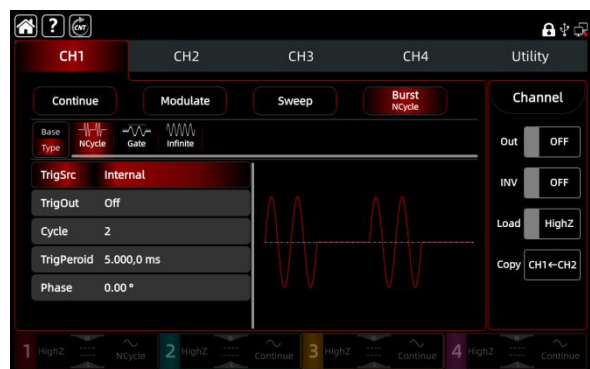 ? CNT
CH1 CH2 CH3 CH4 Utility
Continue Modulate Sweep Burst NCycle Channel
Base Type NCycle Gate Infinite
Out OFF
TrigSrc Internal
INV OFF
TrigOut Off
Cycle 2
Load HighZ
TrigPeroid 5.000,0 ms
Copy CH1←CH2
Phase 0.00 °
1 HighZ NCycle 2 HighZ Continue 3 HighZ Continue 4 HighZ Continue